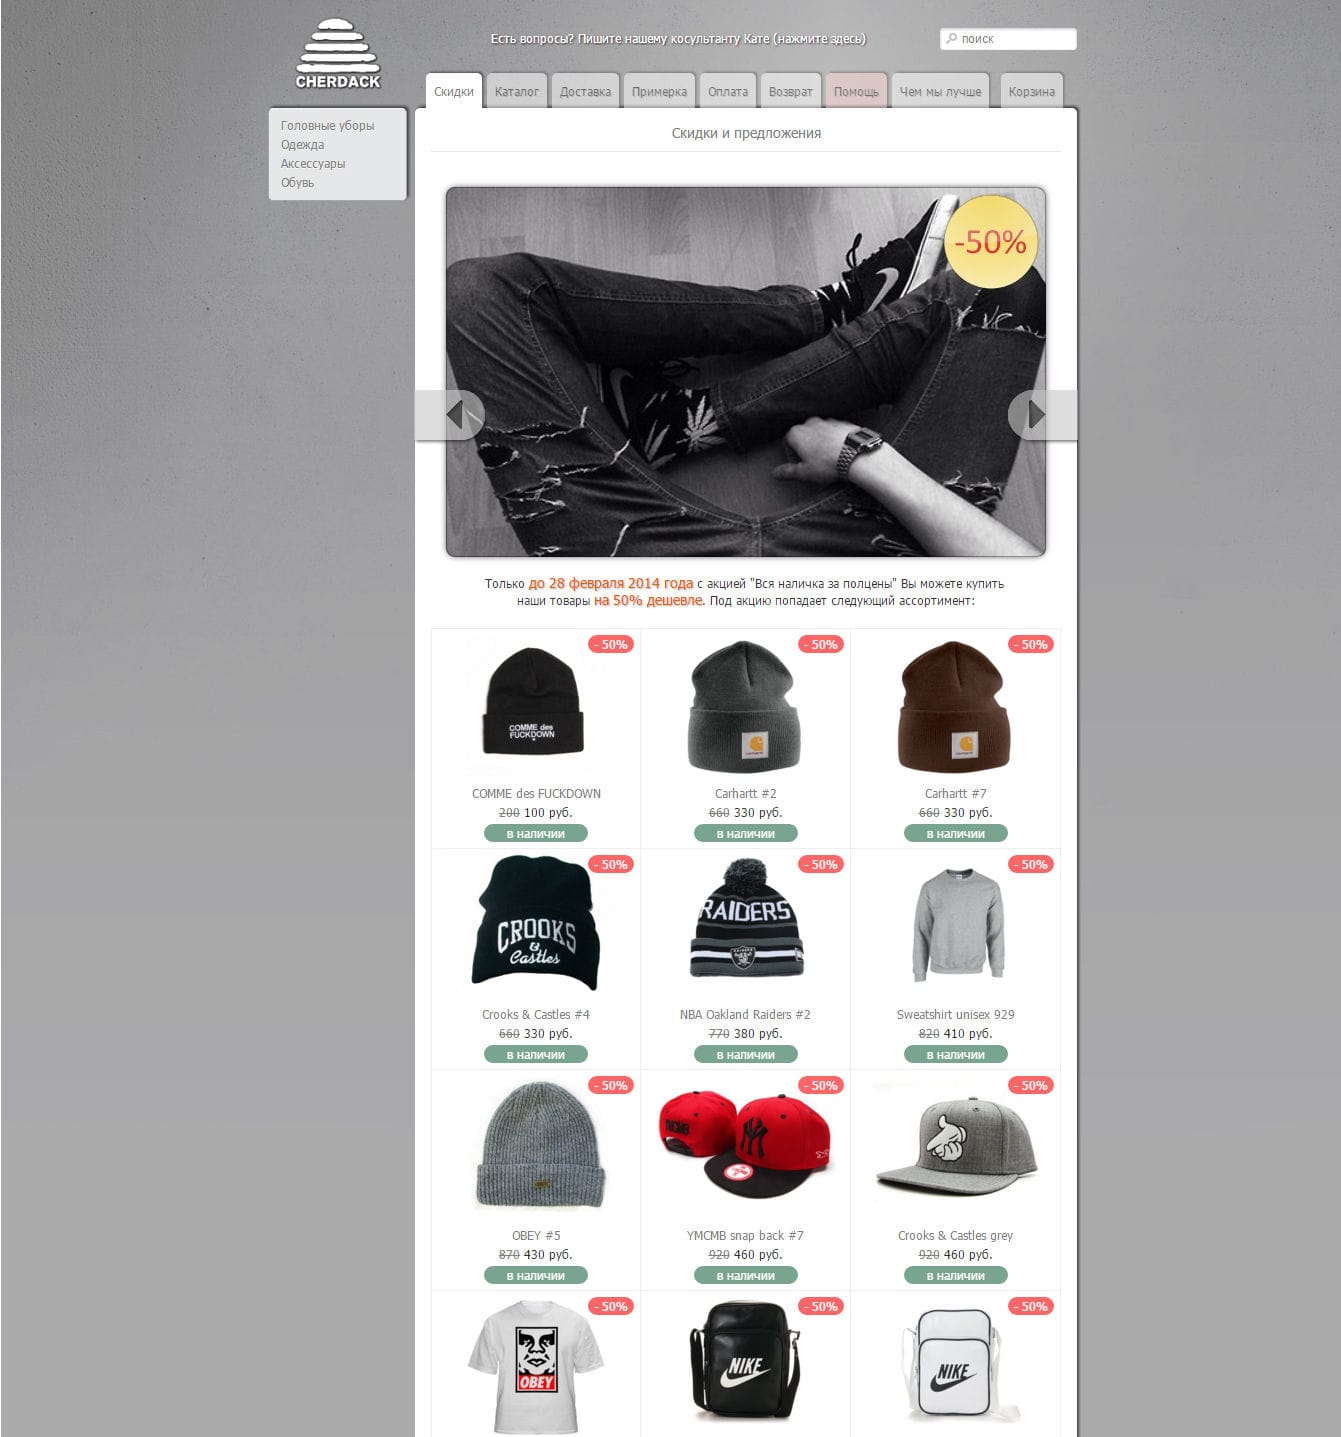 CHERDACK
Есть вопросы? Пишите нашему косультанту Кате (нажмите здесь)
поиск
Скидки
Каталог
Доставка
Примерка
Оплата
Возврат
Помощь
Чем мы лучше
Корзина
Головные уборы
Одежда
Аксессуары
Обувь
Скидки и предложения
-50%
Только до 28 февраля 2014 года с акцией "Вся наличка за полцены" Вы можете купить
наши товары на 50% дешевле. Под акцию попадает следующий ассортимент:
- 50%
COMME des
FUCKDOWN
COMME des FUCKDOWN
200 100 руб.
в наличии
- 50%
Carhartt #2
660 330 руб.
в наличии
- 50%
Carhartt #7
660 330 руб.
в наличии
- 50%
CROOKS
&
Castles
Crooks & Castles #4
660 330 руб.
в наличии
- 50%
RAIDERS
NBA Oakland Raiders #2
770 380 руб.
в наличии
- 50%
Sweatshirt unisex 929
820 410 руб.
в наличии
- 50%
OBEY #5
870 430 руб.
в наличии
- 50%
YMCMB
YMCMB snap back #7
920 460 руб.
в наличии
- 50%
Crooks & Castles grey
920 460 руб.
в наличии
- 50%
OBEY
- 50%
NIKE
- 50%
NIKE